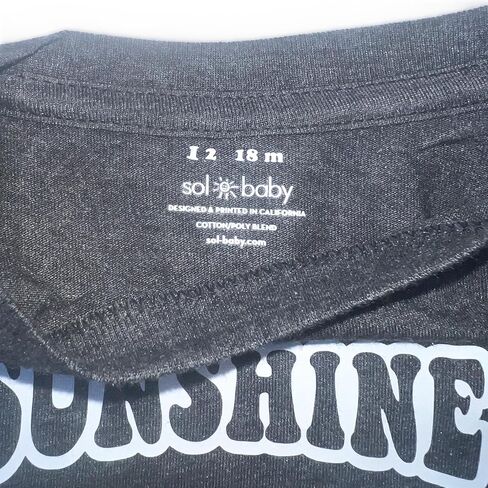 12 18 m
sol baby
DESIGNED & PRINTED IN CALIFORNIA
COTTON/POLY BLEND
sol-baby.com
SUNSHINE